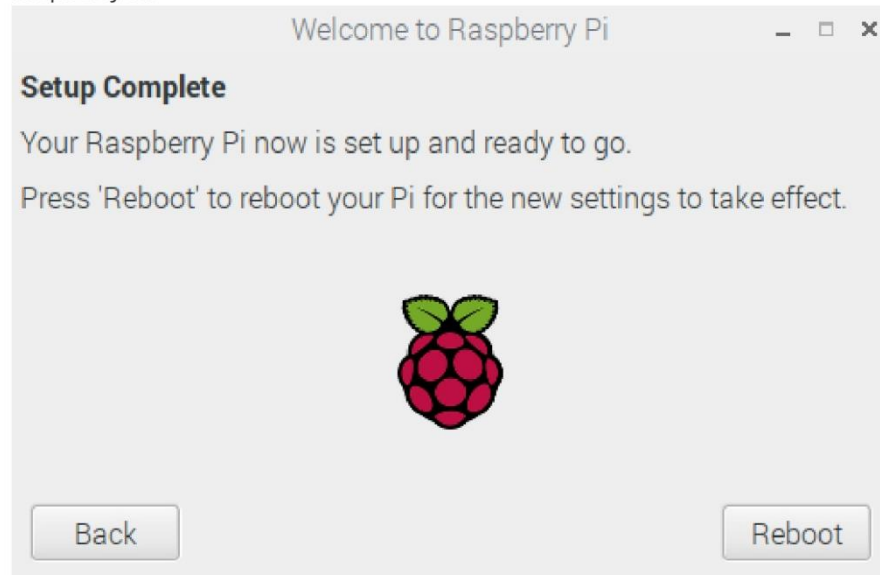 Welcome to Raspberry Pi
Setup Complete
Your Raspberry Pi now is set up and ready to go.
Press 'Reboot' to reboot your Pi for the new settings to take effect.
Back
Reboot